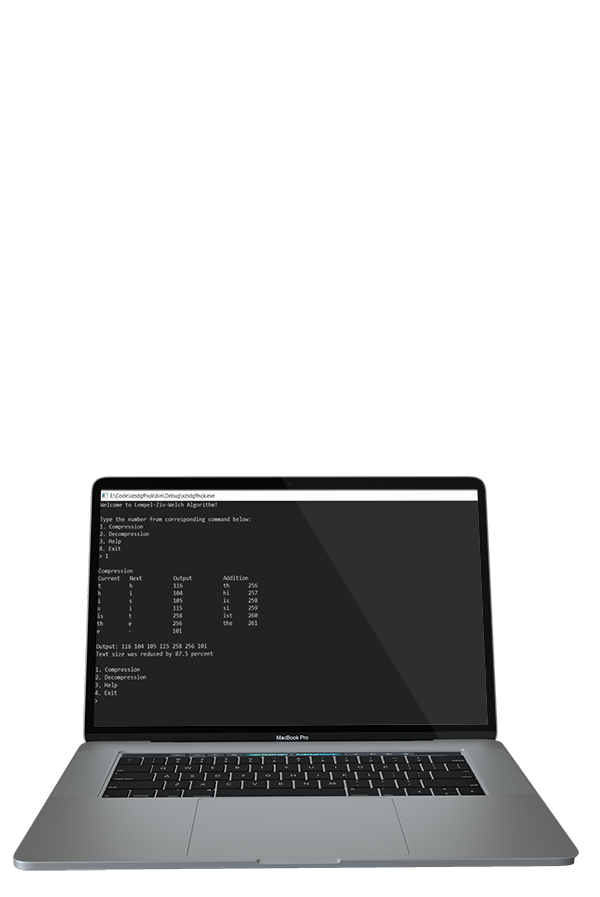 E:\Code\xzsdgfhvjk\bin\Debug\xzsdgfhvjk.exe
Welcome to Lempel-Ziv-Welch Algorithm!
Type the number from corresponding command below:
1. Compression
2. Decompression
3. Help
4. Exit
> 1
Compression
Current Next Output Addition
t h 116 th 256
h i 104 hi 257
i s 105 is 258
s i 115 si 259
is t 258 ist 260
th e 256 the 261
e - 101
Output: 116 104 105 115 258 256 101
Text size was reduced by 87.5 percent
1. Compression
2. Decompression
3. Help
4. Exit
>
MacBook Pro